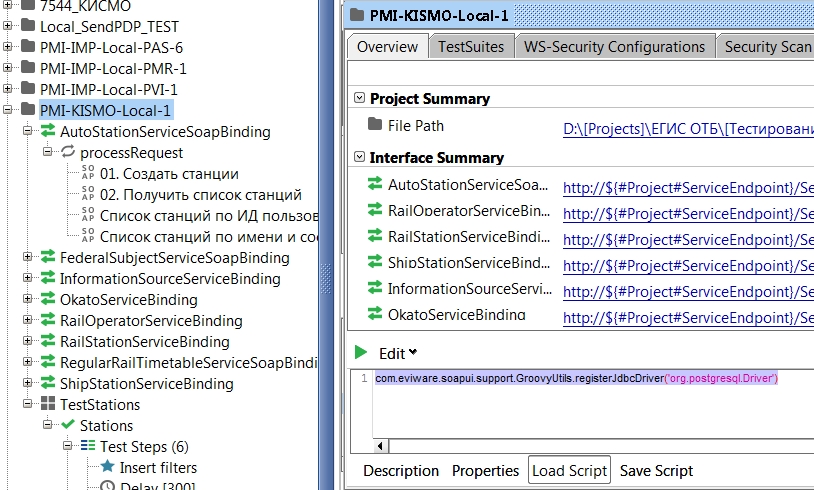 7544_КИСМО
Local_SendPDP_TEST
PMI-IMP-Local-PAS-6
PMI-IMP-Local-PMR-1
PMI-IMP-Local-PVI-1
PMI-KISMO-Local-1
AutoStationServiceSoapBinding
processRequest
01. Создать станции
02. Получить список станций
Список станций по ИД пользов
Список станций по имени и сос
FederalSubjectServiceSoapBinding
InformationSourceServiceBinding
OkatoServiceBinding
RailOperatorServiceBinding
RailStationServiceBinding
RegularRailTimetableServiceSoapBindi
ShipStationServiceBinding
TestStations
Stations
Test Steps (6)
Insert filters
Delay [300]
PMI-KISMO-Local-1
Overview TestSuites WS-Security Configurations Security Scan
Project Summary
File Path D:\[Projects]\ЕГИС ОТБ\[Тестировани
Interface Summary
AutoStationServiceSoa... http://${#Project#ServiceEndpoint}/Se
RailOperatorServiceBin... http://${#Project#ServiceEndpoint}/Se
RailStationServiceBindi... http://${#Project#ServiceEndpoint}/Se
ShipStationServiceBind... http://${#Project#ServiceEndpoint}/Se
InformationSourceServi... http://${#Project#ServiceEndpoint}/Se
OkatoServiceBinding http://${#Project#ServiceEndpoint}/Se
Edit
1 com.eviware.soapui.support.GroovyUtils.registerJdbcDriver('org.postgresql.Driver')
Description Properties Load Script Save Script